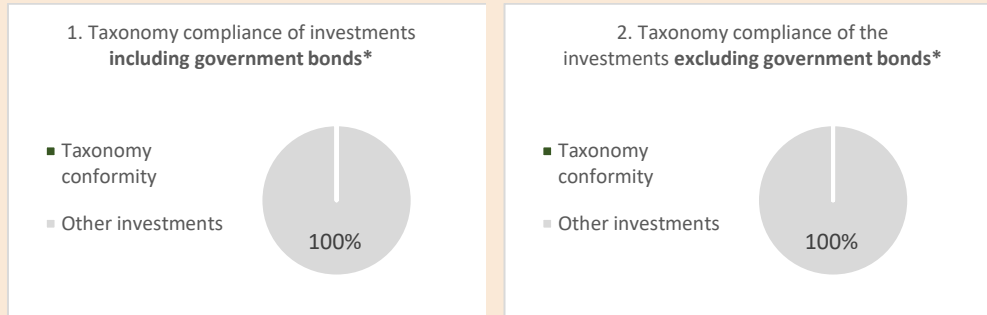 1. Taxonomy compliance of investments
including government bonds*
Taxonomy
conformity
Other investments
100%
2. Taxonomy compliance of the
investments excluding government bonds*
Taxonomy
conformity
Other investments
100%